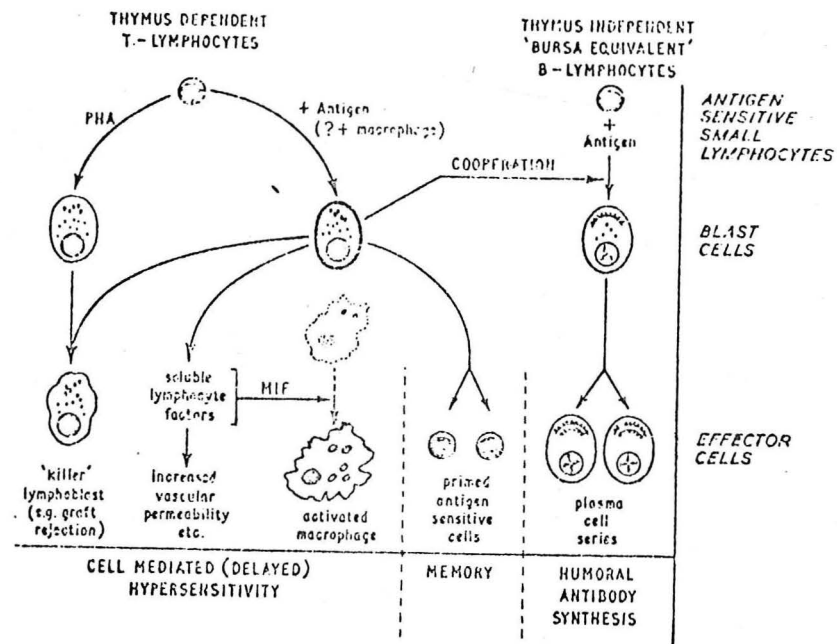 THYMUS DEPENDENT
T.-LYMPHOCYTES
THYMUS INDEPENDENT
'BURSA EQUIVALENT'
B-LYMPHOCYTES
PHA
+ Antigen
(?+ macrophage)
+
Antigen
ANTIGEN
SENSITIVE
SMALL
LYMPHOCYTES
COOPERATION
BLAST
CELLS
soluble
lymphocyte
factors
MIF
'killer'
lymphoblast
(e.g. graft
rejection)
increased
vascular
permeability
etc.
activated
macrophage
primed
antigen
sensitive
cells
plasma
cell
series
EFFECTOR
CELLS
CELL MEDIATED (DELAYED)
HYPERSENSITIVITY
MEMORY
HUMORAL
ANTIBODY
SYNTHESIS